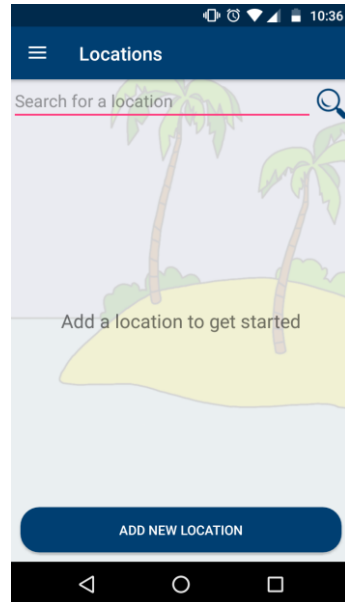 10:36
Locations
Search for a location
Add a location to get started
ADD NEW LOCATION